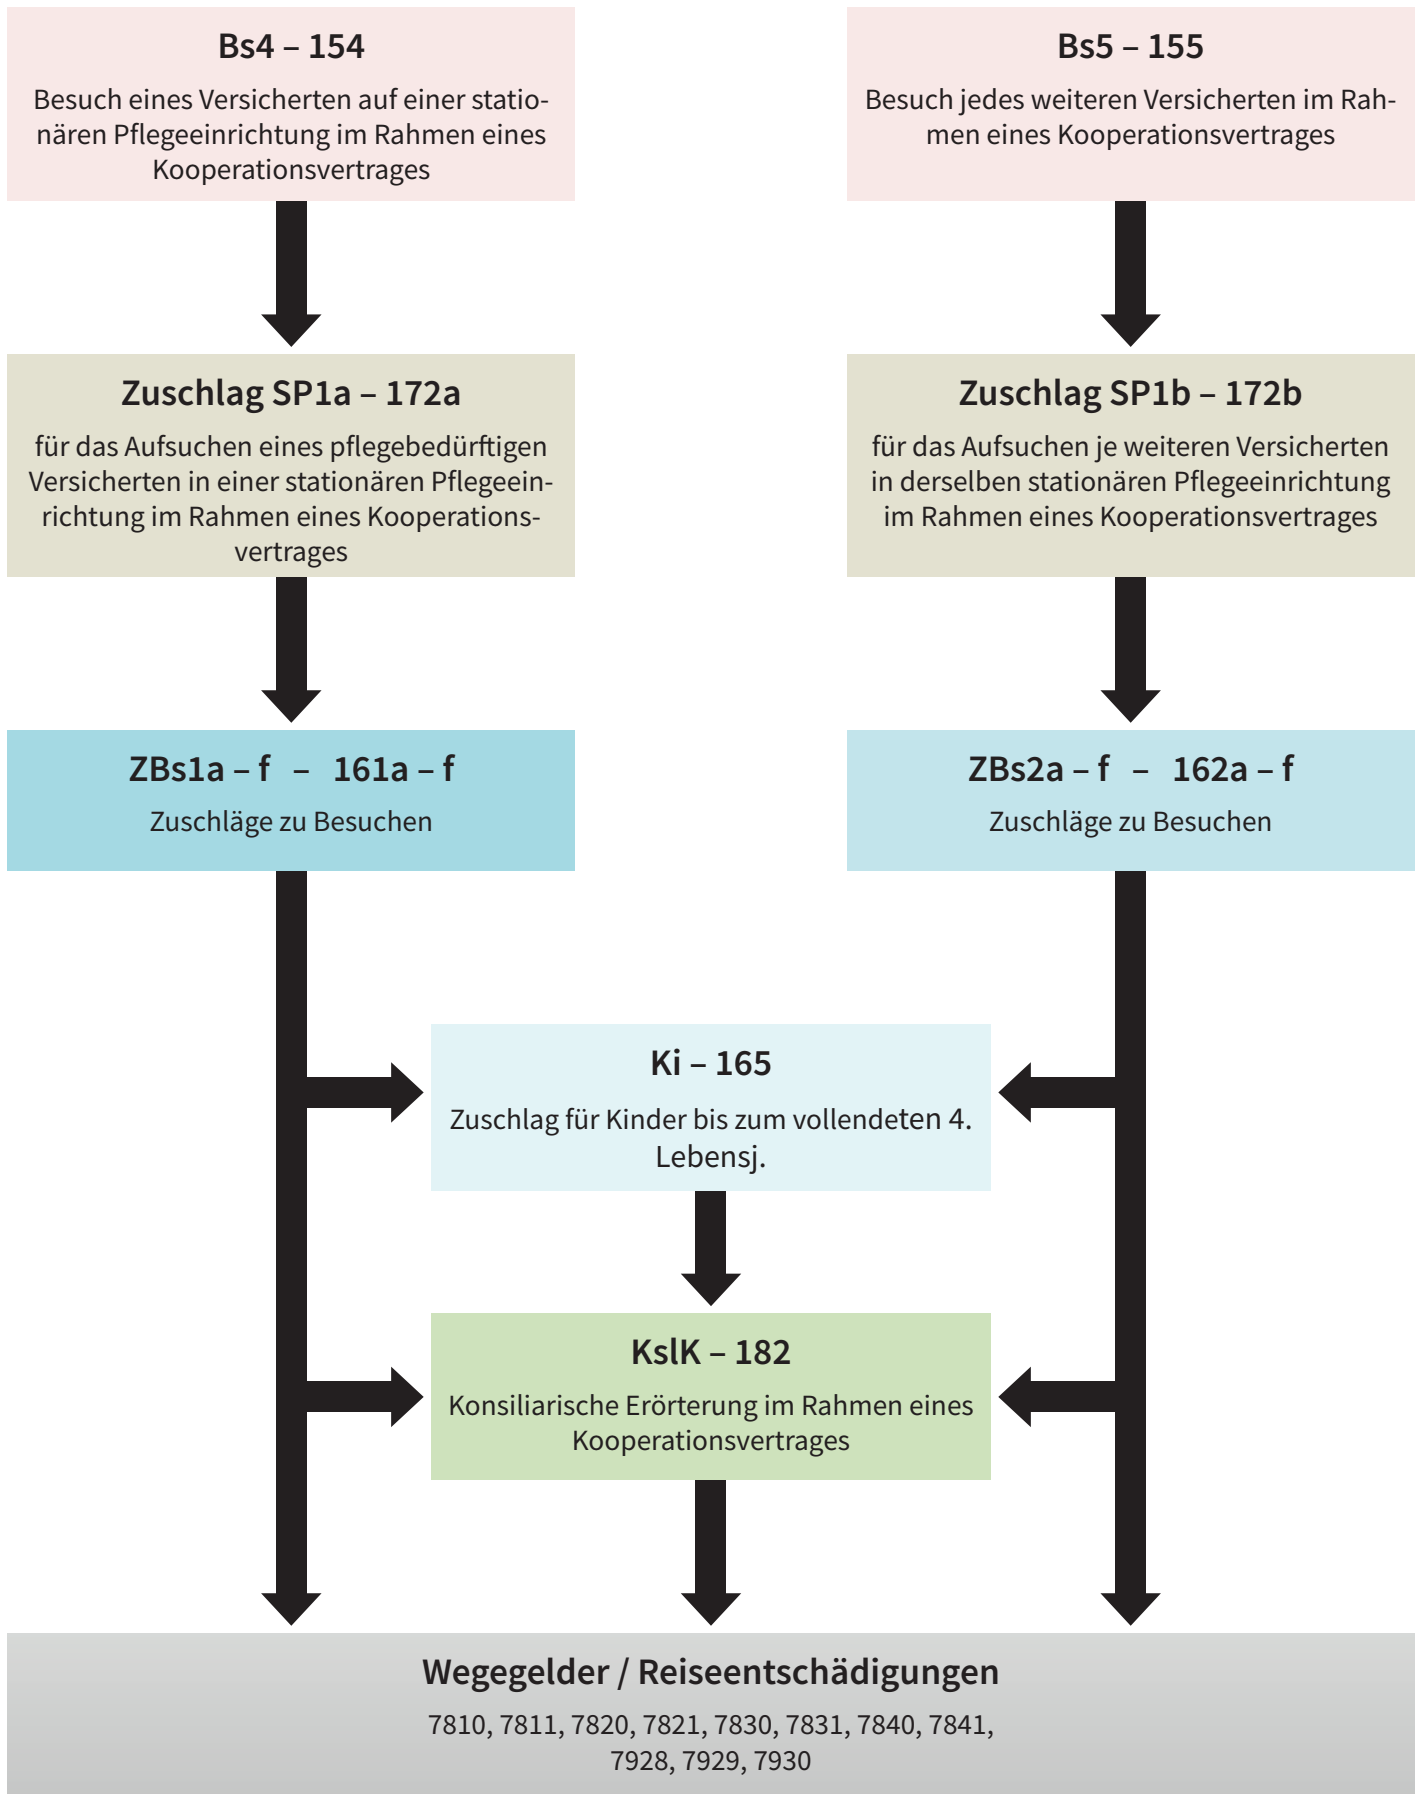 Bs4 – 154
Besuch eines Versicherten auf einer statio-
nären Pflegeeinrichtung im Rahmen eines
Kooperationsvertrages
Bs5 – 155
Besuch jedes weiteren Versicherten im Rah-
men eines Kooperationsvertrages
Zuschlag SP1a – 172a
für das Aufsuchen eines pflegebedürftigen
Versicherten in einer stationären Pflegeein-
richtung im Rahmen eines Kooperations-
vertrages
Zuschlag SP1b – 172b
für das Aufsuchen je weiteren Versicherten
in derselben stationären Pflegeeinrichtung
im Rahmen eines Kooperationsvertrages
ZBs1a – f – 161a – f
Zuschläge zu Besuchen
ZBs2a – f – 162a – f
Zuschläge zu Besuchen
Ki – 165
Zuschlag für Kinder bis zum vollendeten 4.
Lebensj.
KslK – 182
Konsiliarische Erörterung im Rahmen eines
Kooperationsvertrages
Wegegelder / Reiseentschädigungen
7810, 7811, 7820, 7821, 7830, 7831, 7840, 7841,
7928, 7929, 7930